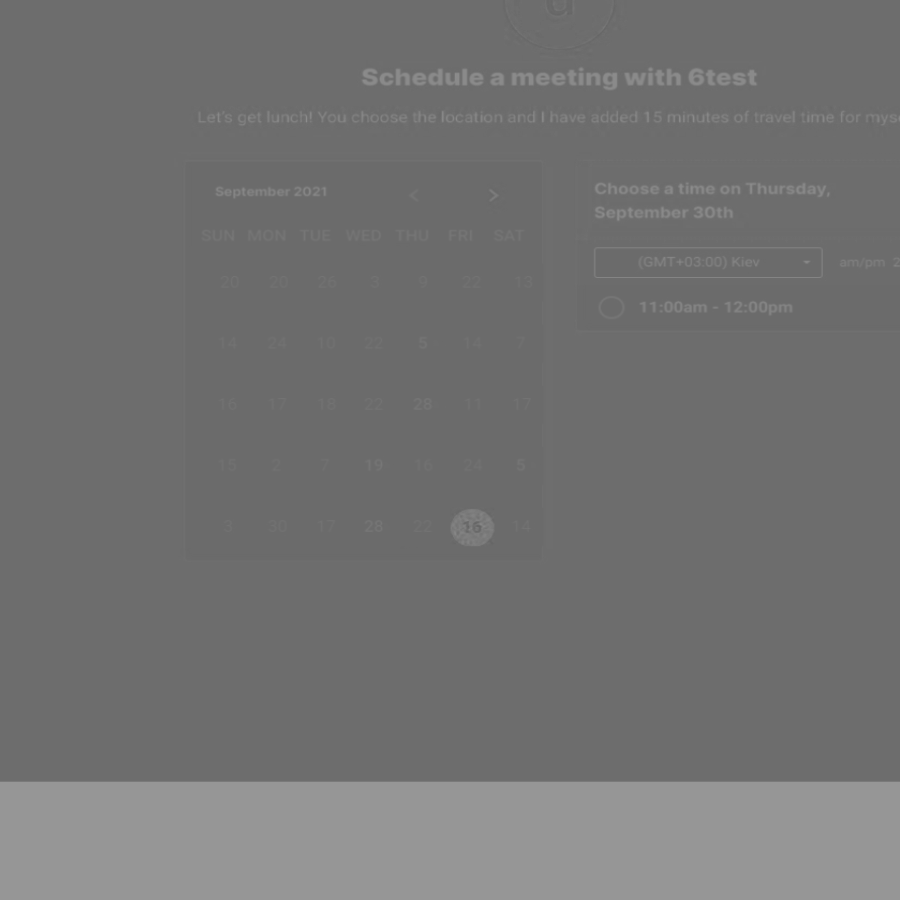 Schedule a meeting with 6test
Let's get lunch! You choose the location and I have added 15 minutes of travel time for mys
September 2021
SUN MON TUE WED THU FRI SAT
20 20 26 3 9 22 13
14 24 10 22 5 14 7
16 17 18 22 28 11 17
15 2 7 19 16 24 5
3 30 17 28 22 16 14
Choose a time on Thursday,
September 30th
(GMT+03:00) Kiev am/pm 2
11:00am - 12:00pm